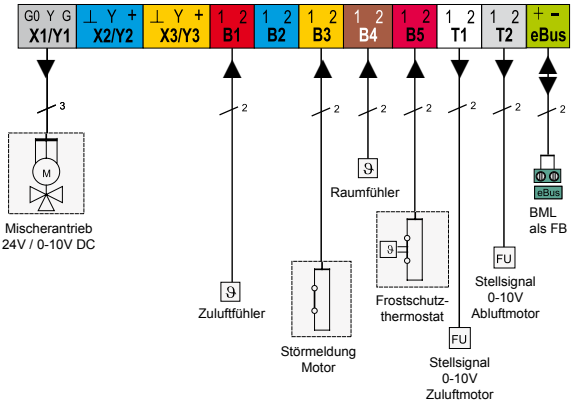 G0 Y G
X1/Y1
⊥ Y +
X2/Y2
⊥ Y +
X3/Y3
1 2
B1
1 2
B2
1 2
B3
1 2
B4
1 2
B5
1 2
T1
1 2
T2
+ -
eBus
3
2
2
2
2
2
2
2
M
Mischerantrieb
24V / 0-10V DC
ϑ
Zuluftfühler
Störmeldung
Motor
ϑ
Raumfühler
ϑ
Frostschutz-
thermostat
FU
Stellsignal
0-10V
Zuluftmotor
FU
Stellsignal
0-10V
Abluftmotor
eBus
BML
als FB